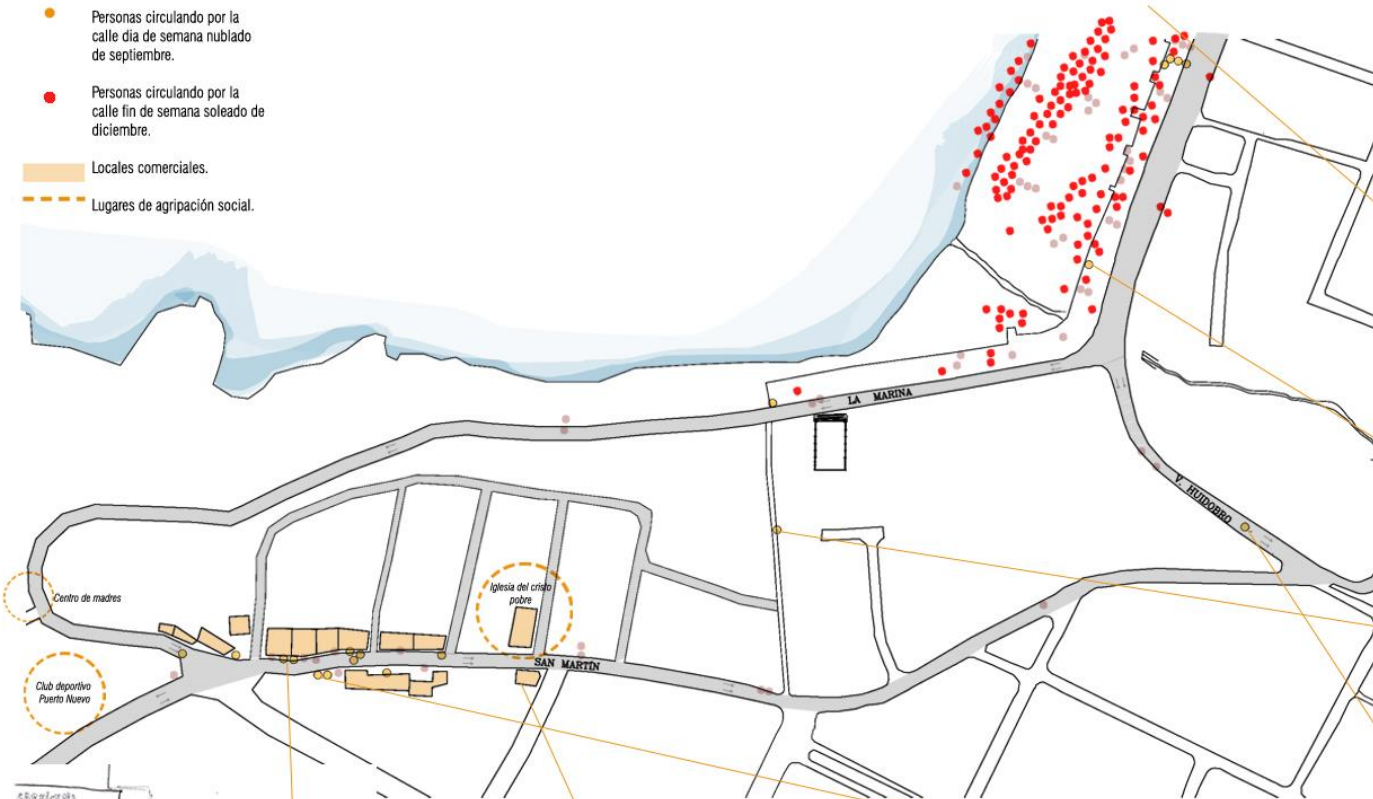 Personas circulando por la
calle dia de semana nublado
de septiembre.
Personas circulando por la
calle fin de semana soleado de
diciembre.
Locales comerciales.
Lugares de agripación social.
LA MARINA
V. HUIDOBRO
Iglesia del cristo
pobre
Centro de madres
SAN MARTÍN
Club deportivo
Puerto Nuevo